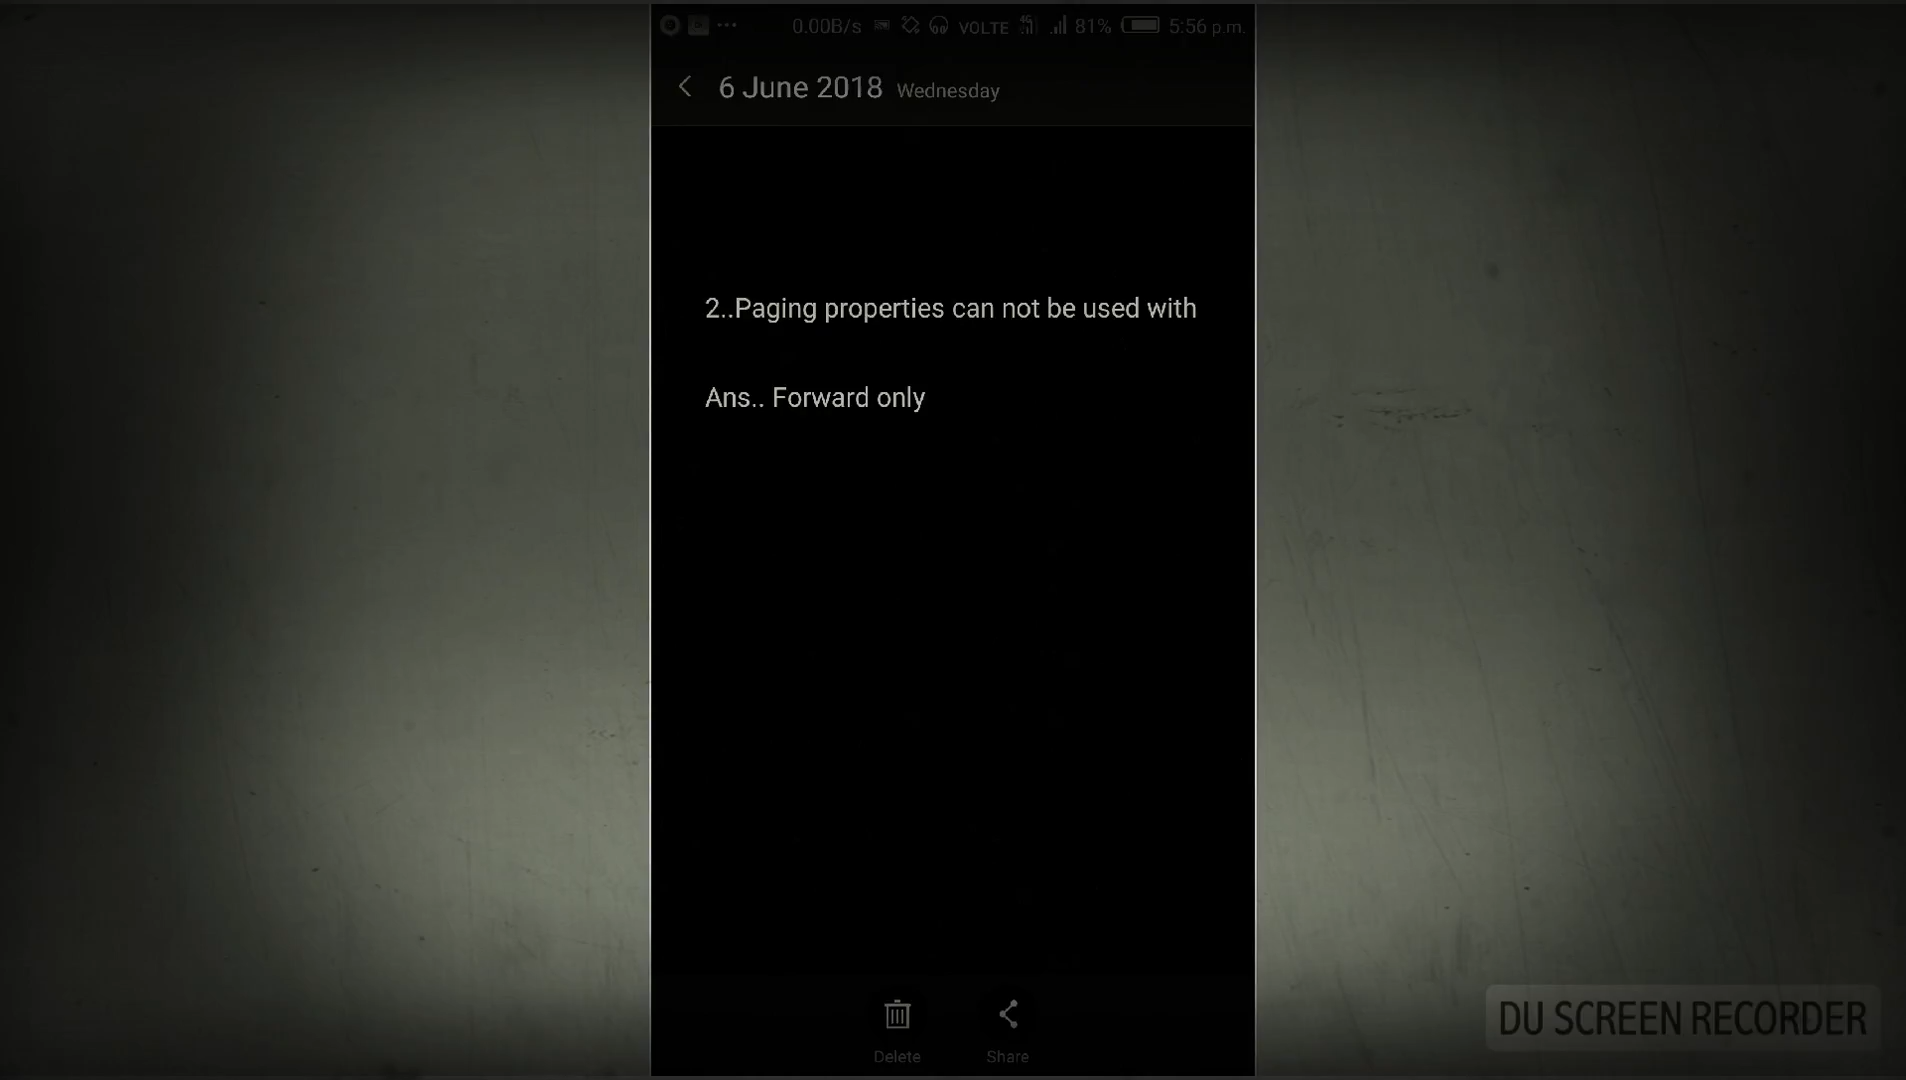 0.00B/s VOLTE 4G 81% 5:56 p.m.
6 June 2018 Wednesday
2..Paging properties can not be used with
Ans.. Forward only
Delete Share
DU SCREEN RECORDER